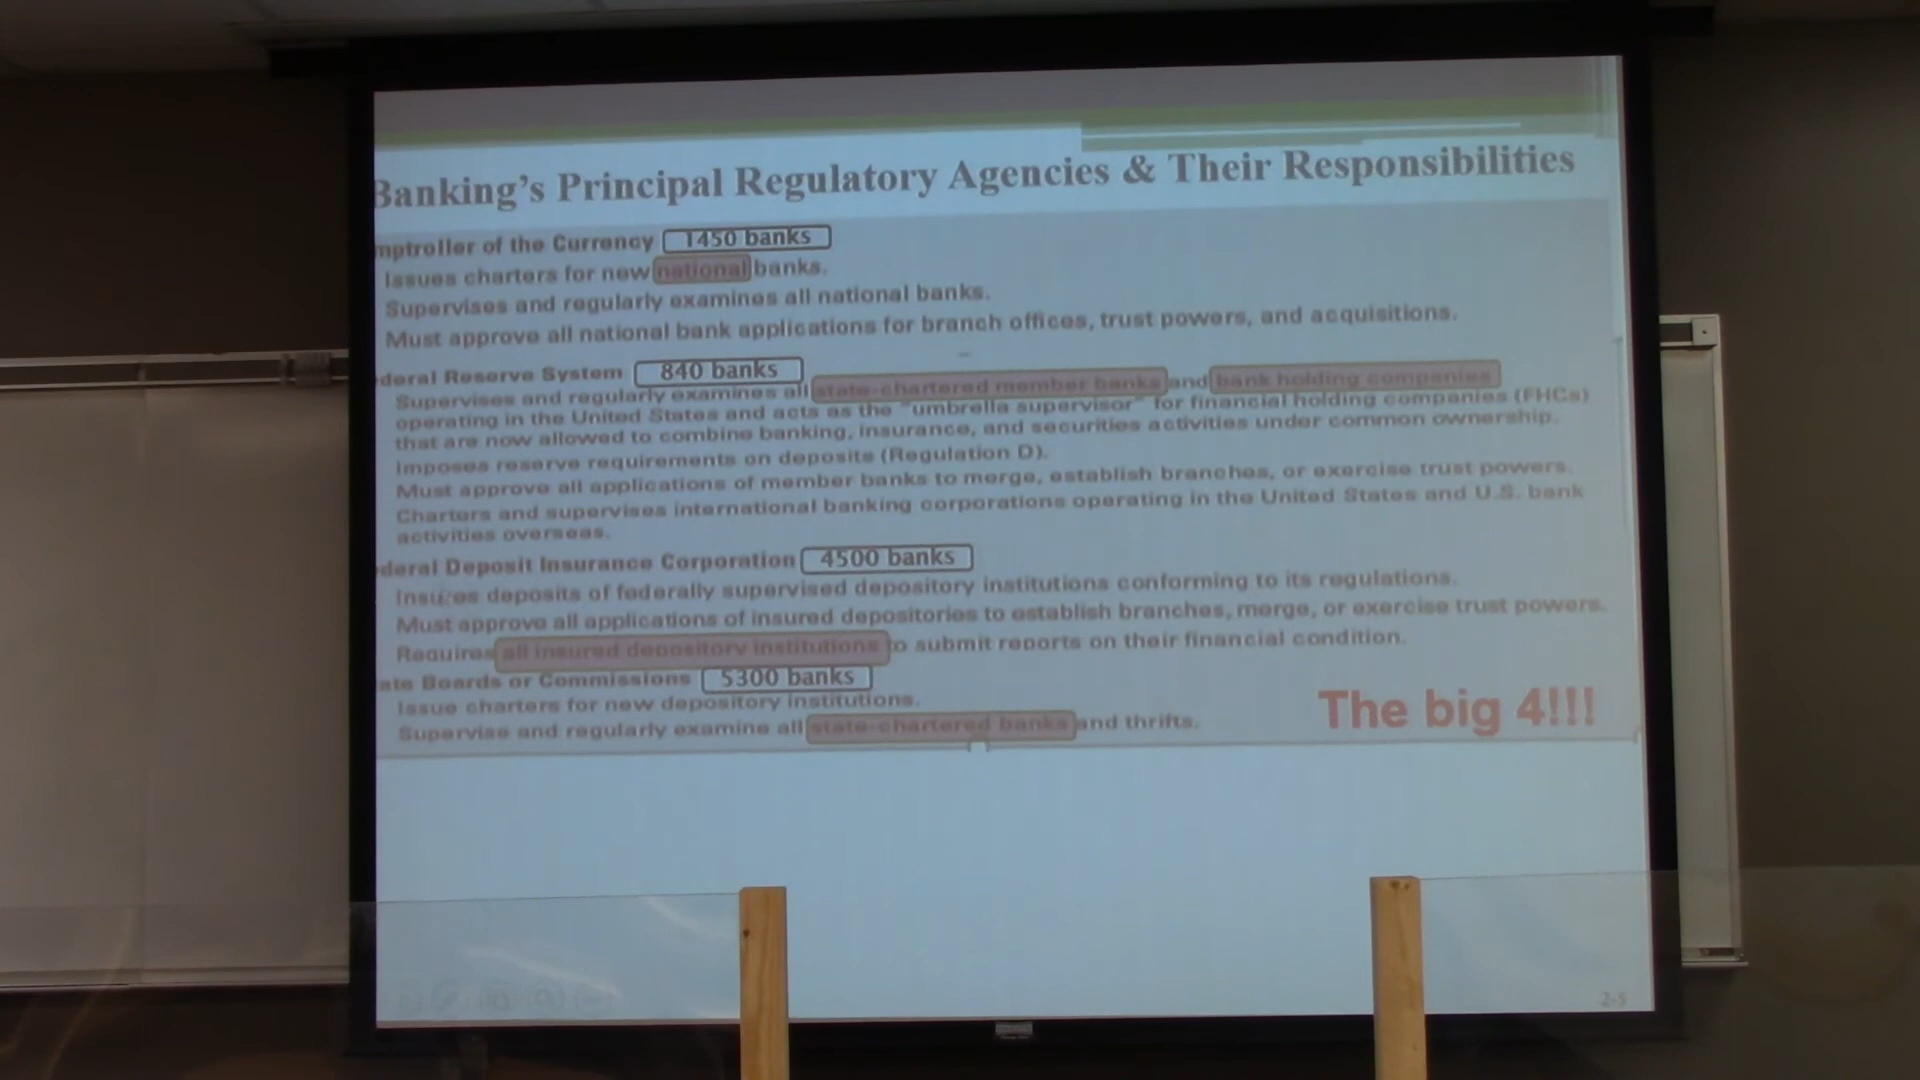 Banking's Principal Regulatory Agencies & Their Responsibilities
mptroller of the Currency 1450 banks
Issues charters for new national banks.
Supervises and regularly examines all national banks.
Must approve all national bank applications for branch offices, trust powers, and acquisitions.
deral Reserve System 840 banks
Supervises and regularly examines all state-chartered member banks and bank holding companies
operating in the United States and acts as the "umbrella supervisor" for financial holding companies (FHCs)
that are now allowed to combine banking, insurance, and securities activities under common ownership.
Imposes reserve requirements on deposits (Regulation D).
Must approve all applications of member banks to merge, establish branches, or exercise trust powers.
Charters and supervises international banking corporations operating in the United States and U.S. bank
activities overseas.
deral Deposit Insurance Corporation 4500 banks
Insures deposits of federally supervised depository institutions conforming to its regulations.
Must approve all applications of insured depositories to establish branches, merge, or exercise trust powers.
Requires all insured depository institutions to submit reports on their financial condition.
ate Boards or Commissions 5300 banks
Issue charters for new depository institutions.
Supervise and regularly examine all state-chartered banks and thrifts.
The big 4!!!
2-5